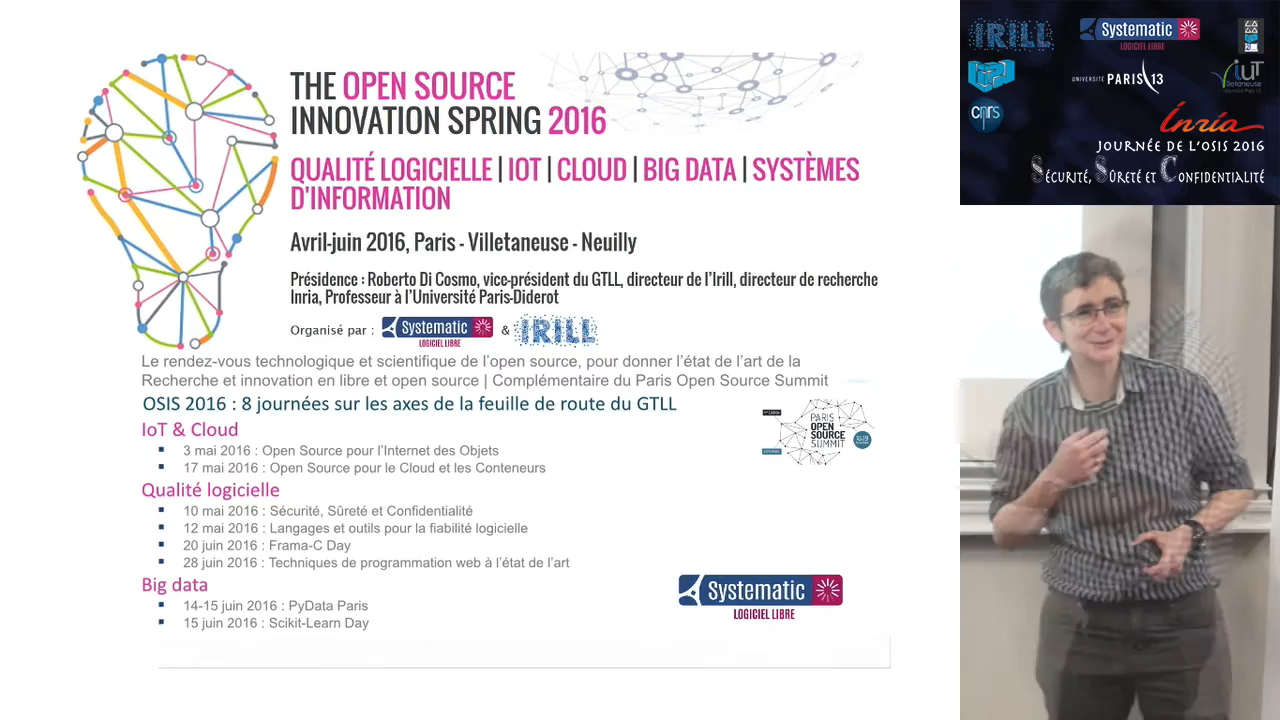 THE OPEN SOURCE
INNOVATION SPRING 2016
QUALITÉ LOGICIELLE | IOT | CLOUD | BIG DATA | SYSTÈMES
D'INFORMATION
Avril-juin 2016, Paris - Villetaneuse - Neuilly
Présidence : Roberto Di Cosmo, vice-président du GTLL, directeur de l'Irill, directeur de recherche
Inria, Professeur à l'Université Paris-Diderot
Organisé par : Systematic & IRILL
LOGICIEL LIBRE
Le rendez-vous technologique et scientifique de l'open source, pour donner l'état de l'art de la
Recherche et innovation en libre et open source | Complémentaire du Paris Open Source Summit
OSIS 2016 : 8 journées sur les axes de la feuille de route du GTLL
PARIS
OPEN
SOURCE
SUMMIT
IoT & Cloud
3 mai 2016 : Open Source pour l'Internet des Objets
17 mai 2016 : Open Source pour le Cloud et les Conteneurs
Qualité logicielle
10 mai 2016 : Sécurité, Sûreté et Confidentialité
12 mai 2016 : Langages et outils pour la fiabilité logicielle
20 juin 2016 : Frama-C Day
28 juin 2016 : Techniques de programmation web à l'état de l'art
Big data
14-15 juin 2016 : PyData Paris
15 juin 2016 : Scikit-Learn Day
Systematic
LOGICIEL LIBRE
IRILL
Systematic
LOGICIEL LIBRE
UNIVERSITÉ PARIS 13
iUT
Villetaneuse
cnrs
Inria
JOURNÉE DE L'OSIS 2016
Sécurité, Sûreté et Confidentialité